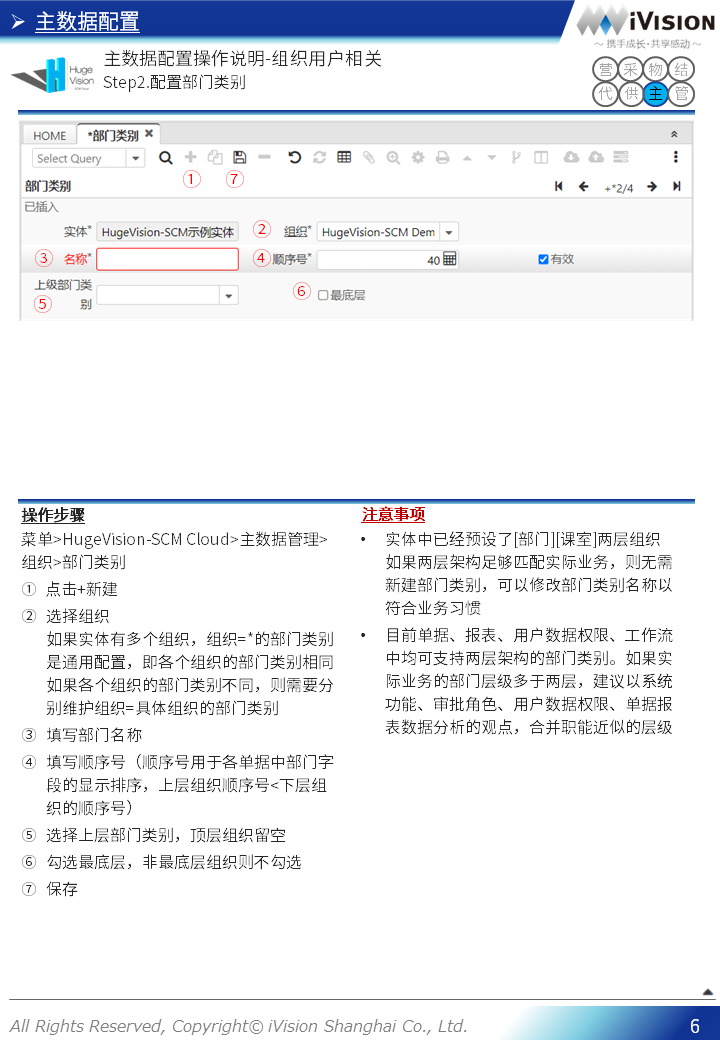 主数据配置
iVISION
～ 携手成长·共享感动 ～
主数据配置操作说明-组织用户相关
Step2.配置部门类别
Huge
Vision
营 采 物 结
代 供 主 管
HOME
*部门类别
Select Query
① ⑦
部门类别
+*2/4
已插入
实体* HugeVision-SCM示例实体 ② 组织* HugeVision-SCM Dem
③ 名称* ④ 顺序号* 40 有效
上级部门类
别
⑤ ⑥ 最底层
操作步骤
菜单>HugeVision-SCM Cloud>主数据管理>
组织>部门类别
① 点击+新建
② 选择组织
如果实体有多个组织，组织=*的部门类别
是通用配置，即各个组织的部门类别相同
如果各个组织的部门类别不同，则需要分
别维护组织=具体组织的部门类别
③ 填写部门名称
④ 填写顺序号（顺序号用于各单据中部门字
段的显示排序，上层组织顺序号<下层组
织的顺序号）
⑤ 选择上层部门类别，顶层组织留空
⑥ 勾选最底层，非最底层组织则不勾选
⑦ 保存
注意事项
• 实体中已经预设了[部门][课室]两层组织
如果两层架构足够匹配实际业务，则无需
新建部门类别，可以修改部门类别名称以
符合业务习惯
• 目前单据、报表、用户数据权限、工作流
中均可支持两层架构的部门类别。如果实
际业务的部门层级多于两层，建议以系统
功能、审批角色、用户数据权限、单据报
表数据分析的观点，合并职能近似的层级
All Rights Reserved, Copyright© iVision Shanghai Co., Ltd.
6